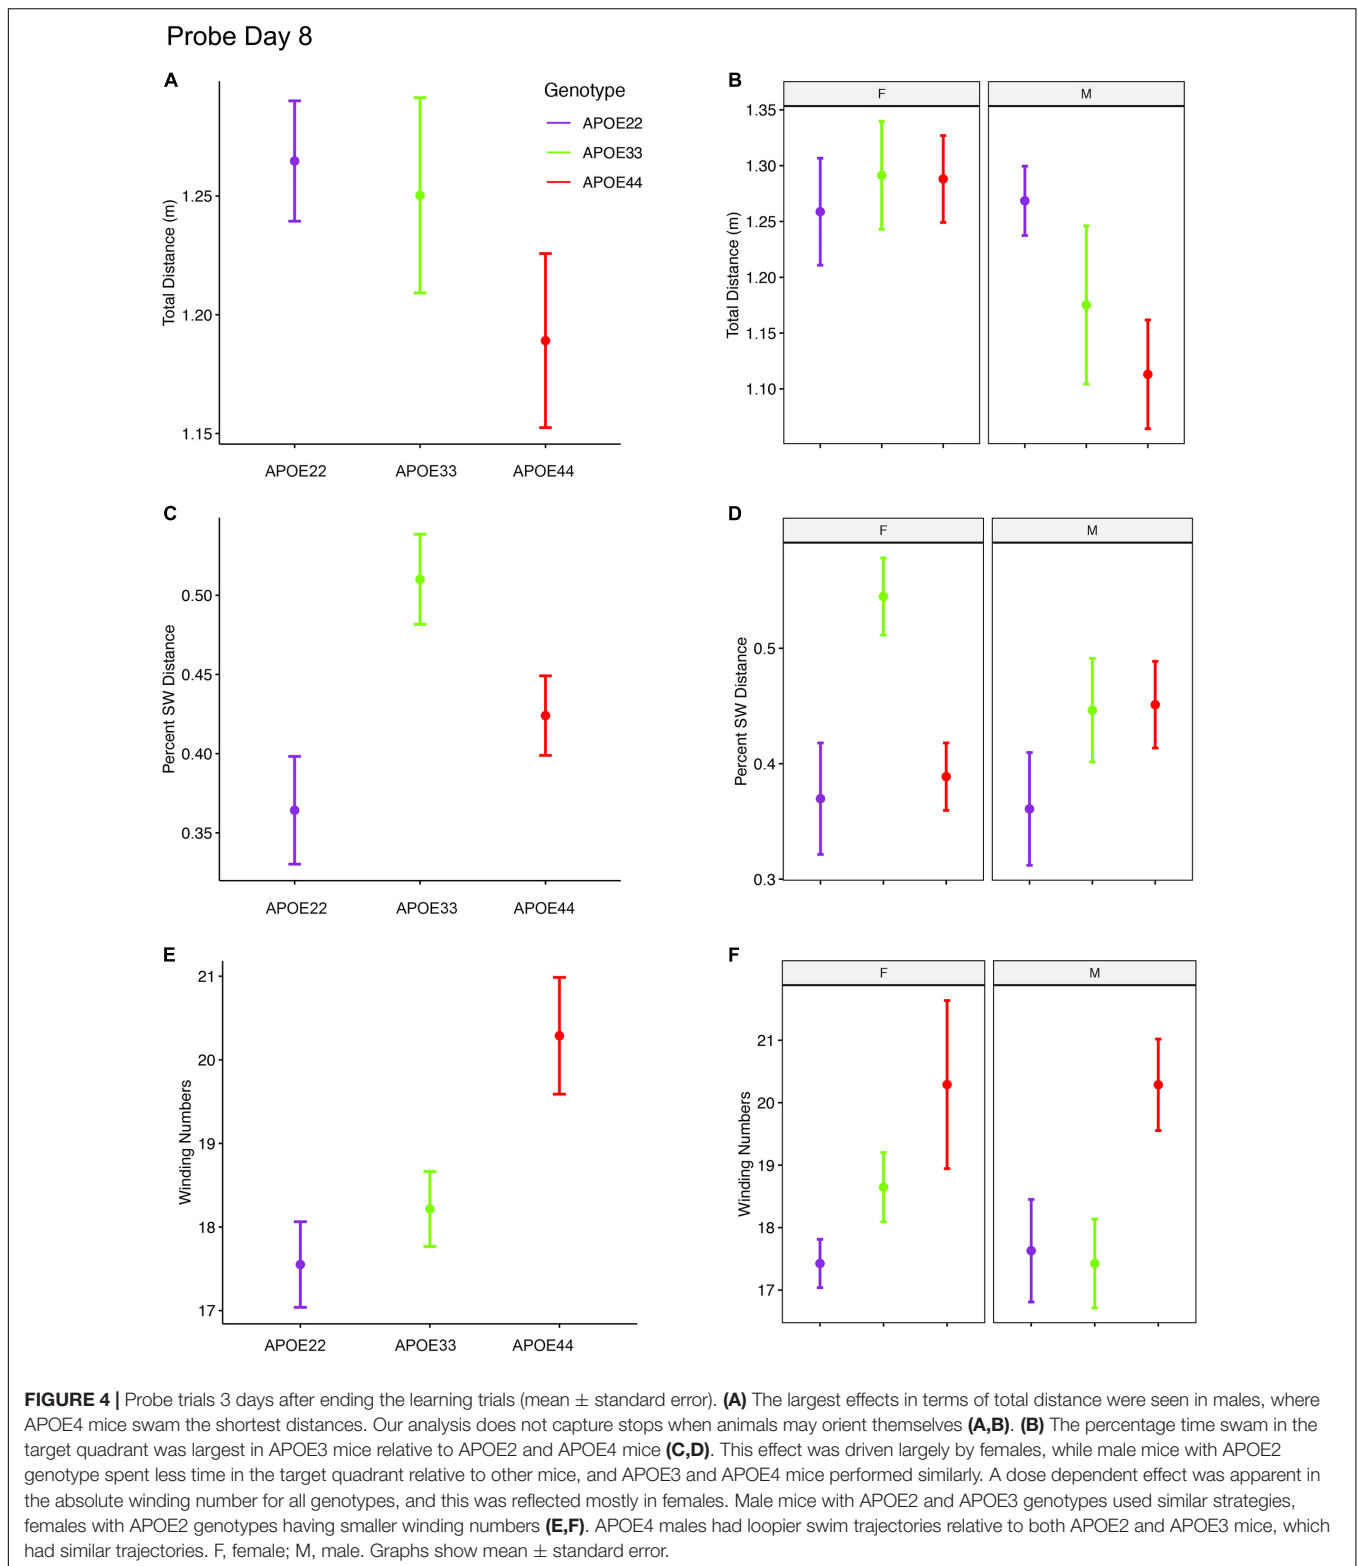 Probe Day 8
A
Genotype
APOE22
APOE33
APOE44
Total Distance (m)
1.25
1.20
1.15
APOE22 APOE33 APOE44
B
F M
Total Distance (m)
1.35
1.30
1.25
1.20
1.15
1.10
C
Percent SW Distance
0.50
0.45
0.40
0.35
APOE22 APOE33 APOE44
D
F M
Percent SW Distance
0.5
0.4
0.3
E
Winding Numbers
21
20
19
18
17
APOE22 APOE33 APOE44
F
F M
Winding Numbers
21
20
19
18
17
FIGURE 4 | Probe trials 3 days after ending the learning trials (mean ± standard error). (A) The largest effects in terms of total distance were seen in males, where
APOE4 mice swam the shortest distances. Our analysis does not capture stops when animals may orient themselves (A,B). (B) The percentage time swam in the
target quadrant was largest in APOE3 mice relative to APOE2 and APOE4 mice (C,D). This effect was driven largely by females, while male mice with APOE2
genotype spent less time in the target quadrant relative to other mice, and APOE3 and APOE4 mice performed similarly. A dose dependent effect was apparent in
the absolute winding number for all genotypes, and this was reflected mostly in females. Male mice with APOE2 and APOE3 genotypes used similar strategies,
females with APOE2 genotypes having smaller winding numbers (E,F). APOE4 males had loopier swim trajectories relative to both APOE2 and APOE3 mice, which
had similar trajectories. F, female; M, male. Graphs show mean ± standard error.